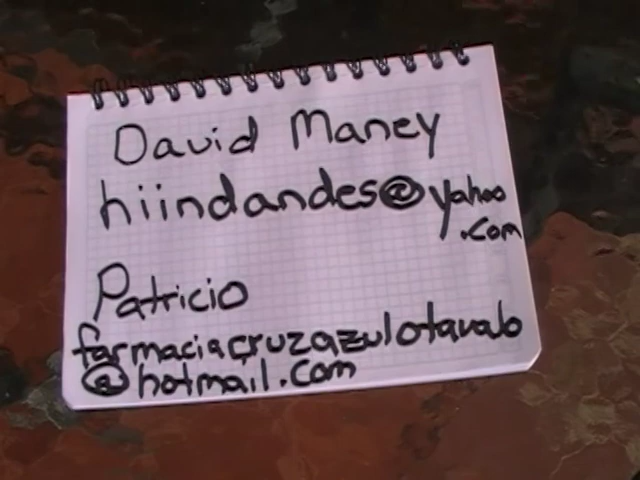 David Maney
hiindandes@yahoo
.com
Patricio
farmaciacruzazulotavalo
@hotmail.com